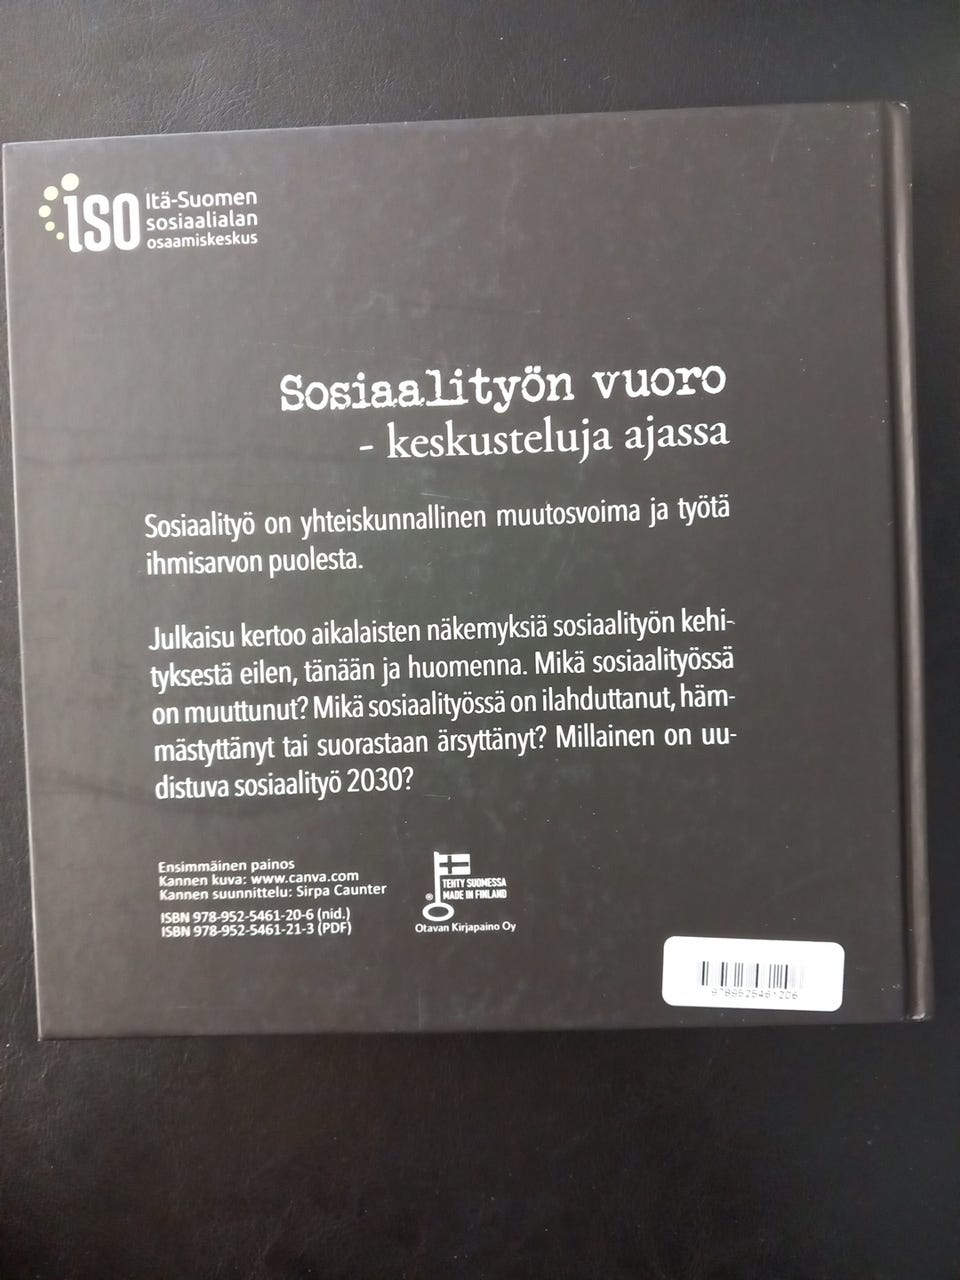 iso
Itä-Suomen
sosiaalialan
osaamiskeskus
Sosiaalityön vuoro
- keskusteluja ajassa
Sosiaalityö on yhteiskunnallinen muutosvoima ja työtä
ihmisarvon puolesta.
Julkaisu kertoo aikalaisten näkemyksiä sosiaalityön kehi-
tyksestä eilen, tänään ja huomenna. Mikä sosiaalityössä
on muuttunut? Mikä sosiaalityössä on ilahduttanut, häm-
mästyttänyt tai suorastaan ärsyttänyt? Millainen on uu-
distuva sosiaalityö 2030?
Ensimmäinen painos
Kannen kuva: www.canva.com
Kannen suunnittelu: Sirpa Caunter
ISBN 978-952-5461-20-6 (nid.)
ISBN 978-952-5461-21-3 (PDF)
TEHTY SUOMESSA
® MADE IN FINLAND
Otavan Kirjapaino Oy
9789525461206